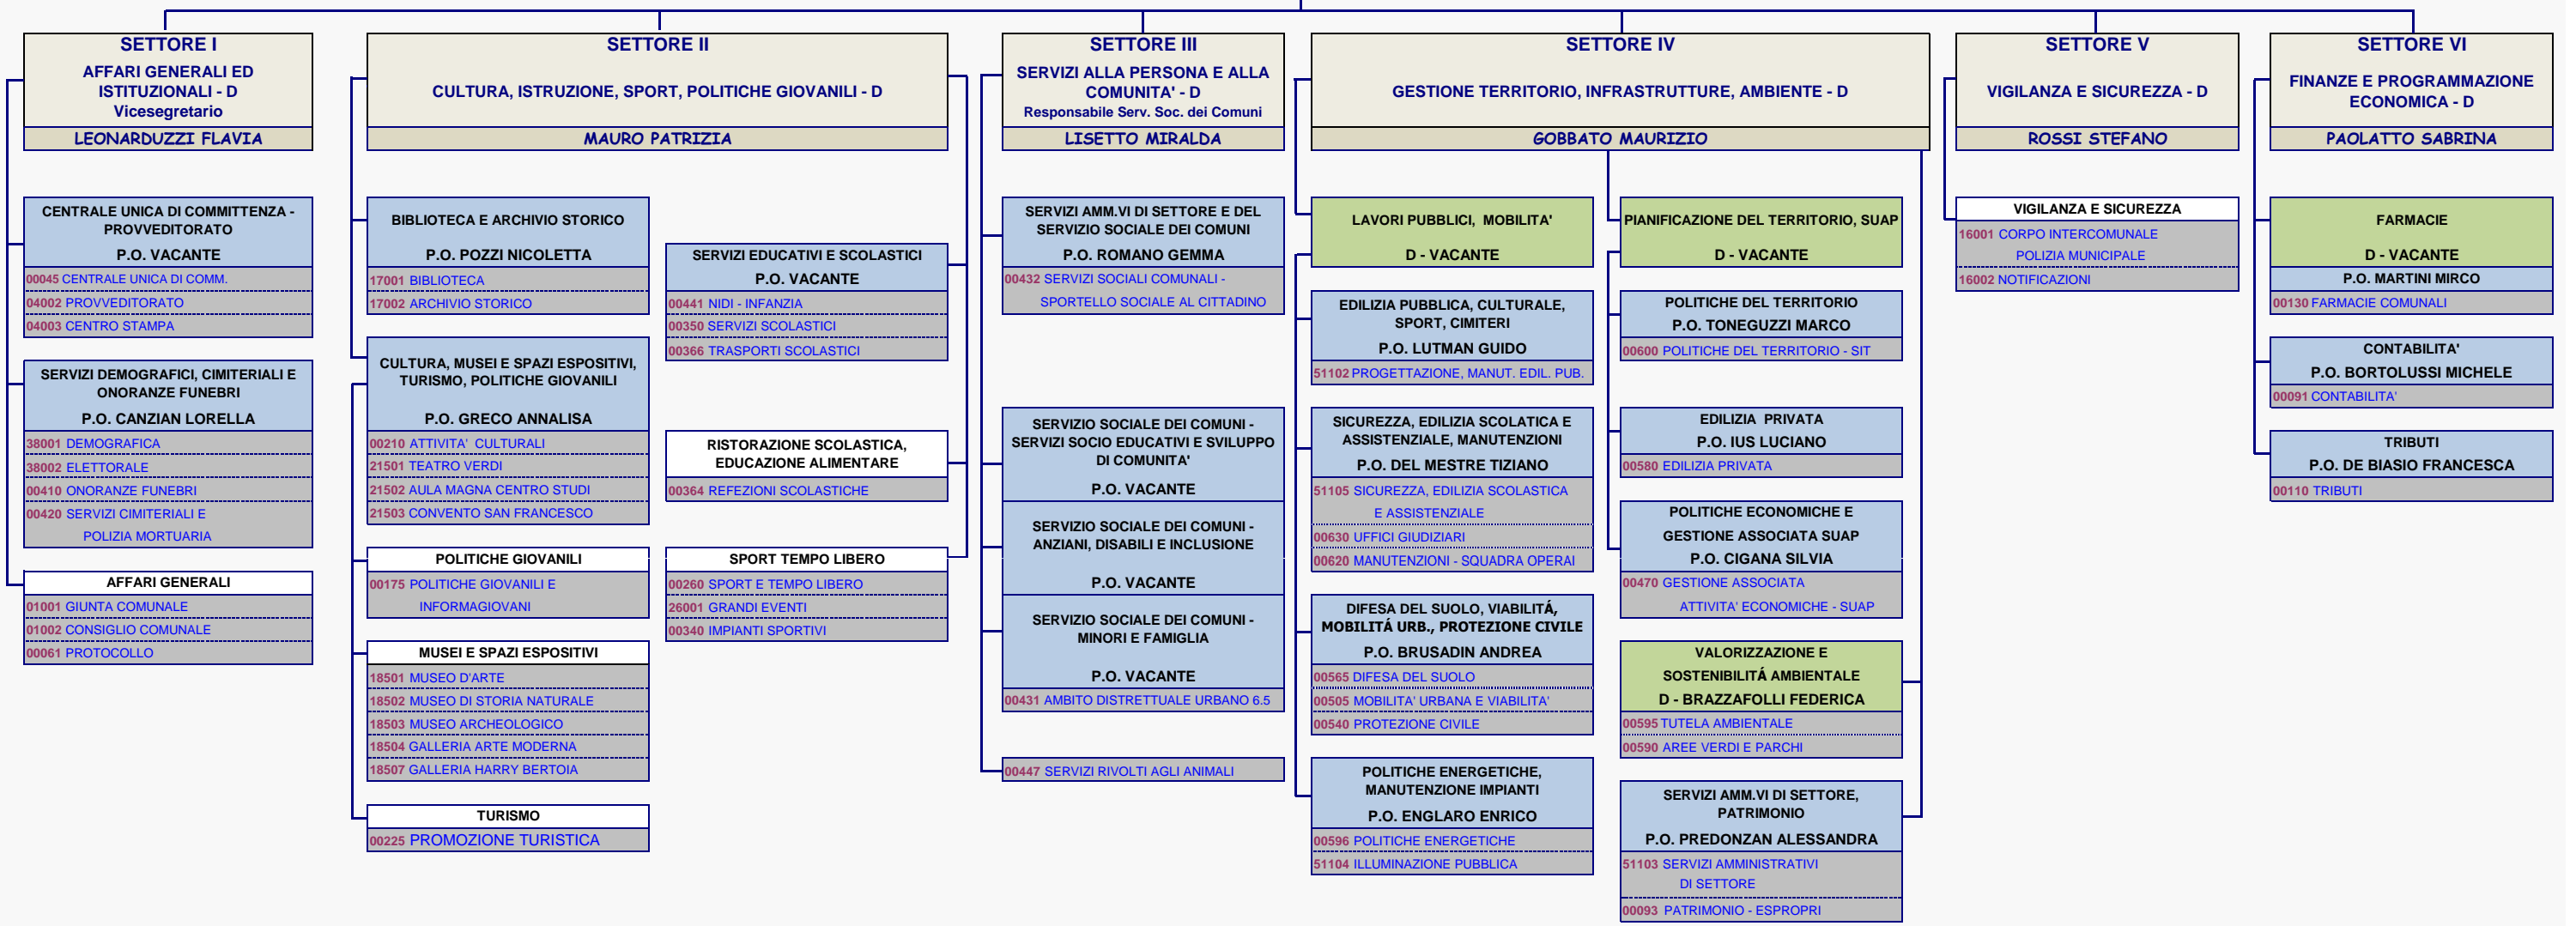 SETTORE I
AFFARI GENERALI ED
ISTITUZIONALI - D
Vicesegretario
LEONARDUZZI FLAVIA
CENTRALE UNICA DI COMMITTENZA -
PROVVEDITORATO
P.O. VACANTE
00045 CENTRALE UNICA DI COMM.
04002 PROVVEDITORATO
04003 CENTRO STAMPA
SERVIZI DEMOGRAFICI, CIMITERIALI E
ONORANZE FUNEBRI
P.O. CANZIAN LORELLA
38001 DEMOGRAFICA
38002 ELETTORALE
00410 ONORANZE FUNEBRI
00420 SERVIZI CIMITERIALI E
POLIZIA MORTUARIA
AFFARI GENERALI
01001 GIUNTA COMUNALE
01002 CONSIGLIO COMUNALE
00061 PROTOCOLLO
SETTORE II
CULTURA, ISTRUZIONE, SPORT, POLITICHE GIOVANILI - D
MAURO PATRIZIA
BIBLIOTECA E ARCHIVIO STORICO
P.O. POZZI NICOLETTA
17001 BIBLIOTECA
17002 ARCHIVIO STORICO
CULTURA, MUSEI E SPAZI ESPOSITIVI,
TURISMO, POLITICHE GIOVANILI
P.O. GRECO ANNALISA
00210 ATTIVITA' CULTURALI
21501 TEATRO VERDI
21502 AULA MAGNA CENTRO STUDI
21503 CONVENTO SAN FRANCESCO
POLITICHE GIOVANILI
00175 POLITICHE GIOVANILI E
INFORMAGIOVANI
MUSEI E SPAZI ESPOSITIVI
18501 MUSEO D'ARTE
18502 MUSEO DI STORIA NATURALE
18503 MUSEO ARCHEOLOGICO
18504 GALLERIA ARTE MODERNA
18507 GALLERIA HARRY BERTOIA
TURISMO
00225 PROMOZIONE TURISTICA
SERVIZI EDUCATIVI E SCOLASTICI
P.O. VACANTE
00441 NIDI - INFANZIA
00350 SERVIZI SCOLASTICI
00366 TRASPORTI SCOLASTICI
RISTORAZIONE SCOLASTICA,
EDUCAZIONE ALIMENTARE
00364 REFEZIONI SCOLASTICHE
SPORT TEMPO LIBERO
00260 SPORT E TEMPO LIBERO
26001 GRANDI EVENTI
00340 IMPIANTI SPORTIVI
SETTORE III
SERVIZI ALLA PERSONA E ALLA
COMUNITA' - D
Responsabile Serv. Soc. dei Comuni
LISETTO MIRALDA
SERVIZI AMM.VI DI SETTORE E DEL
SERVIZIO SOCIALE DEI COMUNI
P.O. ROMANO GEMMA
00432 SERVIZI SOCIALI COMUNALI -
SPORTELLO SOCIALE AL CITTADINO
SERVIZIO SOCIALE DEI COMUNI -
SERVIZI SOCIO EDUCATIVI E SVILUPPO
DI COMUNITA'
P.O. VACANTE
SERVIZIO SOCIALE DEI COMUNI -
ANZIANI, DISABILI E INCLUSIONE
P.O. VACANTE
SERVIZIO SOCIALE DEI COMUNI -
MINORI E FAMIGLIA
P.O. VACANTE
00431 AMBITO DISTRETTUALE URBANO 6.5
00447 SERVIZI RIVOLTI AGLI ANIMALI
SETTORE IV
GESTIONE TERRITORIO, INFRASTRUTTURE, AMBIENTE - D
GOBBATO MAURIZIO
LAVORI PUBBLICI, MOBILITA'
D - VACANTE
EDILIZIA PUBBLICA, CULTURALE,
SPORT, CIMITERI
P.O. LUTMAN GUIDO
51102 PROGETTAZIONE, MANUT. EDIL. PUB.
SICUREZZA, EDILIZIA SCOLATICA E
ASSISTENZIALE, MANUTENZIONI
P.O. DEL MESTRE TIZIANO
51105 SICUREZZA, EDILIZIA SCOLASTICA
E ASSISTENZIALE
00630 UFFICI GIUDIZIARI
00620 MANUTENZIONI - SQUADRA OPERAI
DIFESA DEL SUOLO, VIABILITÁ,
MOBILITÁ URB., PROTEZIONE CIVILE
P.O. BRUSADIN ANDREA
00565 DIFESA DEL SUOLO
00505 MOBILITA' URBANA E VIABILITA'
00540 PROTEZIONE CIVILE
POLITICHE ENERGETICHE,
MANUTENZIONE IMPIANTI
P.O. ENGLARO ENRICO
00596 POLITICHE ENERGETICHE
51104 ILLUMINAZIONE PUBBLICA
PIANIFICAZIONE DEL TERRITORIO, SUAP
D - VACANTE
POLITICHE DEL TERRITORIO
P.O. TONEGUZZI MARCO
00600 POLITICHE DEL TERRITORIO - SIT
EDILIZIA PRIVATA
P.O. IUS LUCIANO
00580 EDILIZIA PRIVATA
POLITICHE ECONOMICHE E
GESTIONE ASSOCIATA SUAP
P.O. CIGANA SILVIA
00470 GESTIONE ASSOCIATA
ATTIVITA' ECONOMICHE - SUAP
VALORIZZAZIONE E
SOSTENIBILITÁ AMBIENTALE
D - BRAZZAFOLLI FEDERICA
00595 TUTELA AMBIENTALE
00590 AREE VERDI E PARCHI
SERVIZI AMM.VI DI SETTORE,
PATRIMONIO
P.O. PREDONZAN ALESSANDRA
51103 SERVIZI AMMINISTRATIVI
DI SETTORE
00093 PATRIMONIO - ESPROPRI
SETTORE V
VIGILANZA E SICUREZZA - D
ROSSI STEFANO
VIGILANZA E SICUREZZA
16001 CORPO INTERCOMUNALE
POLIZIA MUNICIPALE
16002 NOTIFICAZIONI
SETTORE VI
FINANZE E PROGRAMMAZIONE
ECONOMICA - D
PAOLATTO SABRINA
FARMACIE
D - VACANTE
P.O. MARTINI MIRCO
00130 FARMACIE COMUNALI
CONTABILITA'
P.O. BORTOLUSSI MICHELE
00091 CONTABILITA'
TRIBUTI
P.O. DE BIASIO FRANCESCA
00110 TRIBUTI